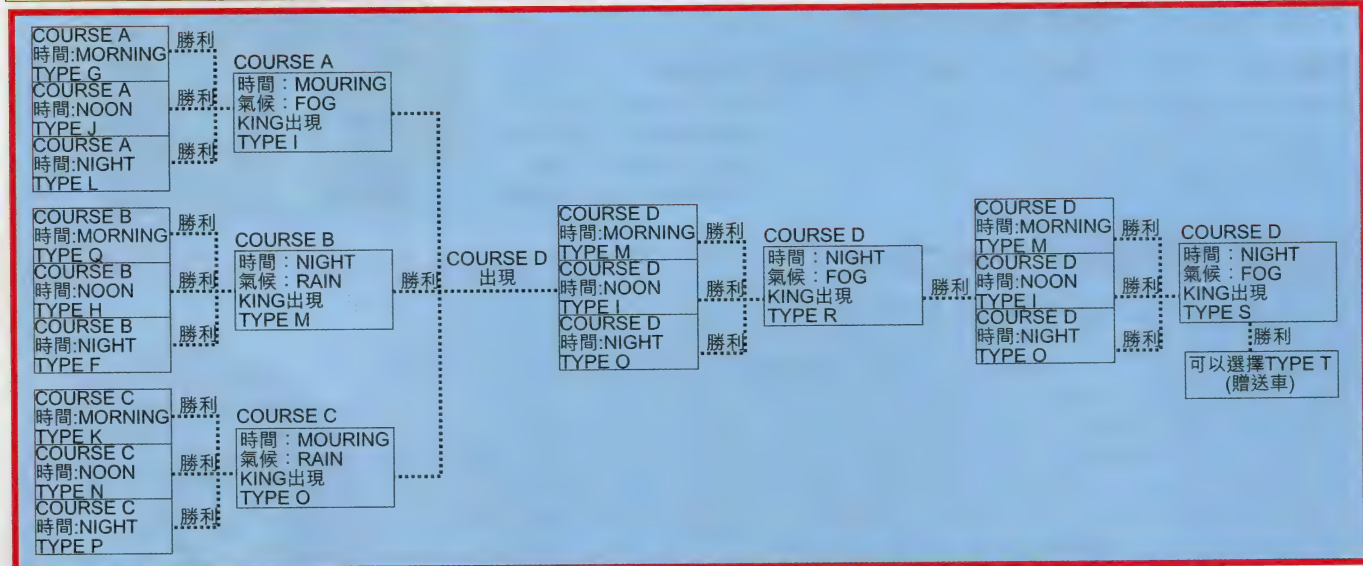 COURSE A
時間:MORNING
TYPE G
勝利
COURSE A
時間:NOON
TYPE J
勝利
COURSE A
時間:NIGHT
TYPE L
勝利
COURSE A
時間：MOURING
氣候：FOG
KING出現
TYPE I
COURSE B
時間:MORNING
TYPE Q
勝利
COURSE B
時間:NOON
TYPE H
勝利
COURSE B
時間:NIGHT
TYPE F
勝利
COURSE B
時間：NIGHT
氣候：RAIN
KING出現
TYPE M
勝利
COURSE C
時間:MORNING
TYPE K
勝利
COURSE C
時間:NOON
TYPE N
勝利
COURSE C
時間:NIGHT
TYPE P
勝利
COURSE C
時間：MOURING
氣候：RAIN
KING出現
TYPE O
COURSE D
出現
COURSE D
時間:MORNING
TYPE M
勝利
COURSE D
時間:NOON
TYPE I
勝利
COURSE D
時間:NIGHT
TYPE O
勝利
COURSE D
時間：NIGHT
氣候：FOG
KING出現
TYPE R
勝利
COURSE D
時間:MORNING
TYPE M
勝利
COURSE D
時間:NOON
TYPE I
勝利
COURSE D
時間:NIGHT
TYPE O
勝利
COURSE D
時間：NIGHT
氣候：FOG
KING出現
TYPE S
勝利
可以選擇TYPE T
(贈送車)